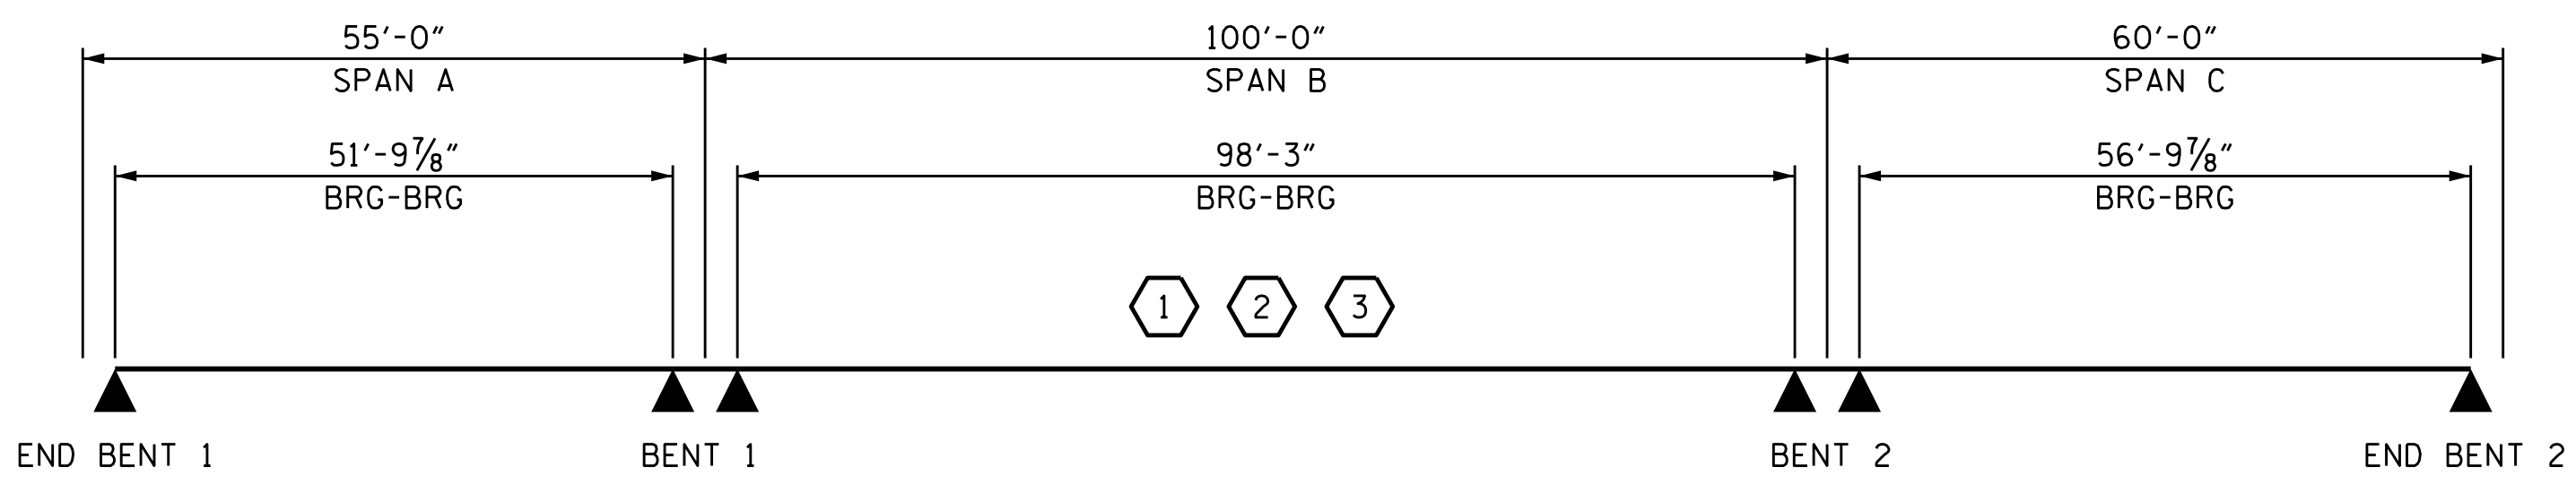 55'-0" 100'-0" 60'-0"
SPAN A SPAN B SPAN C
51'-9⅞" 98'-3" 56'-9⅞"
BRG-BRG BRG-BRG BRG-BRG
1 2 3
END BENT 1 BENT 1 BENT 2 END BENT 2